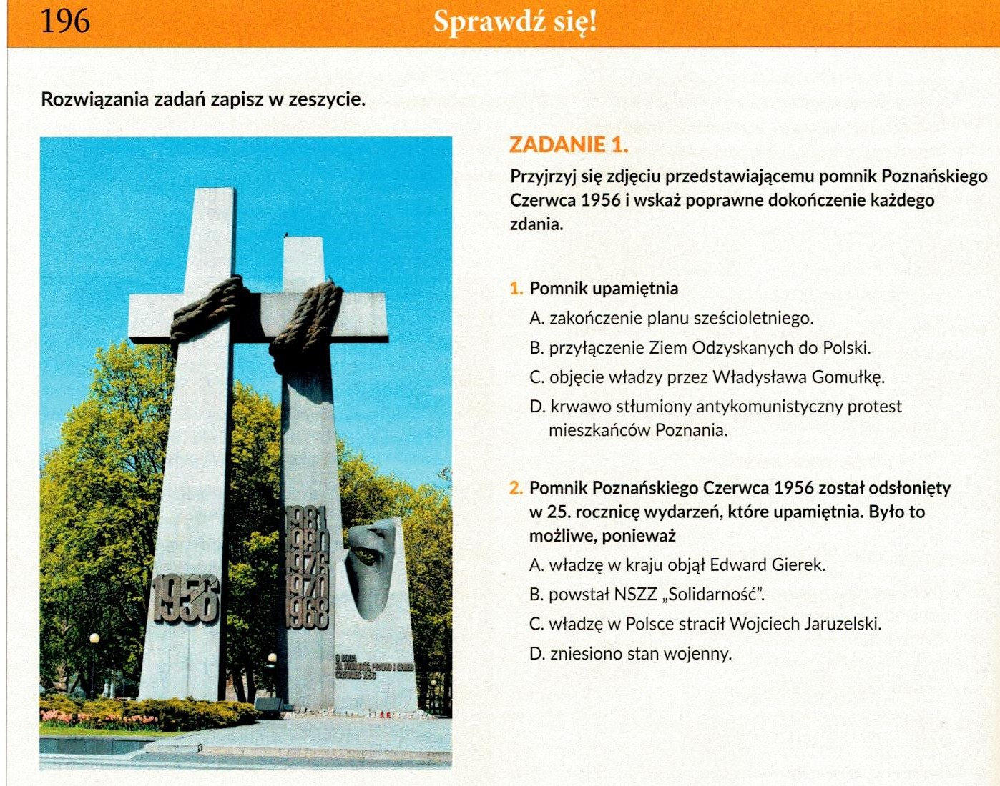 196
Sprawdź się!
Rozwiązania zadań zapisz w zeszycie.
1956
1981
1980
1976
1970
1968
O BOGA
ZA WOLNOŚĆ, PRAWO I CHLEB
CZERWIEC 1956
ZADANIE 1.
Przyjrzyj się zdjęciu przedstawiającemu pomnik Poznańskiego
Czerwca 1956 i wskaż poprawne dokończenie każdego
zdania.
1. Pomnik upamiętnia
A. zakończenie planu sześcioletniego.
B. przyłączenie Ziem Odzyskanych do Polski.
C. objęcie władzy przez Władysława Gomułkę.
D. krwawo stłumiony antykomunistyczny protest
mieszkańców Poznania.
2. Pomnik Poznańskiego Czerwca 1956 został odsłonięty
w 25. rocznicę wydarzeń, które upamiętnia. Było to
możliwe, ponieważ
A. władzę w kraju objął Edward Gierek.
B. powstał NSZZ „Solidarność”.
C. władzę w Polsce stracił Wojciech Jaruzelski.
D. zniesiono stan wojenny.